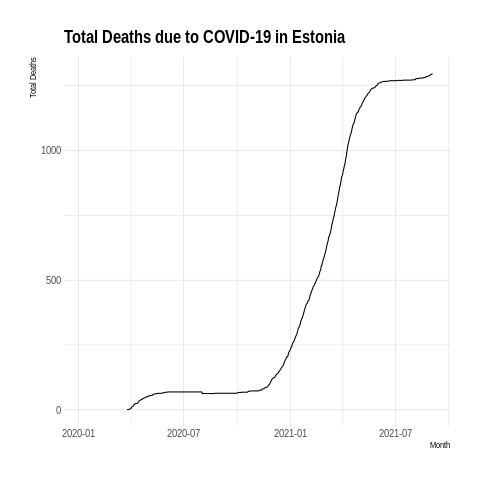 Total Deaths due to COVID-19 in Estonia
Total Deaths
1000
500
0
2020-01 2020-07 2021-01 2021-07
Month